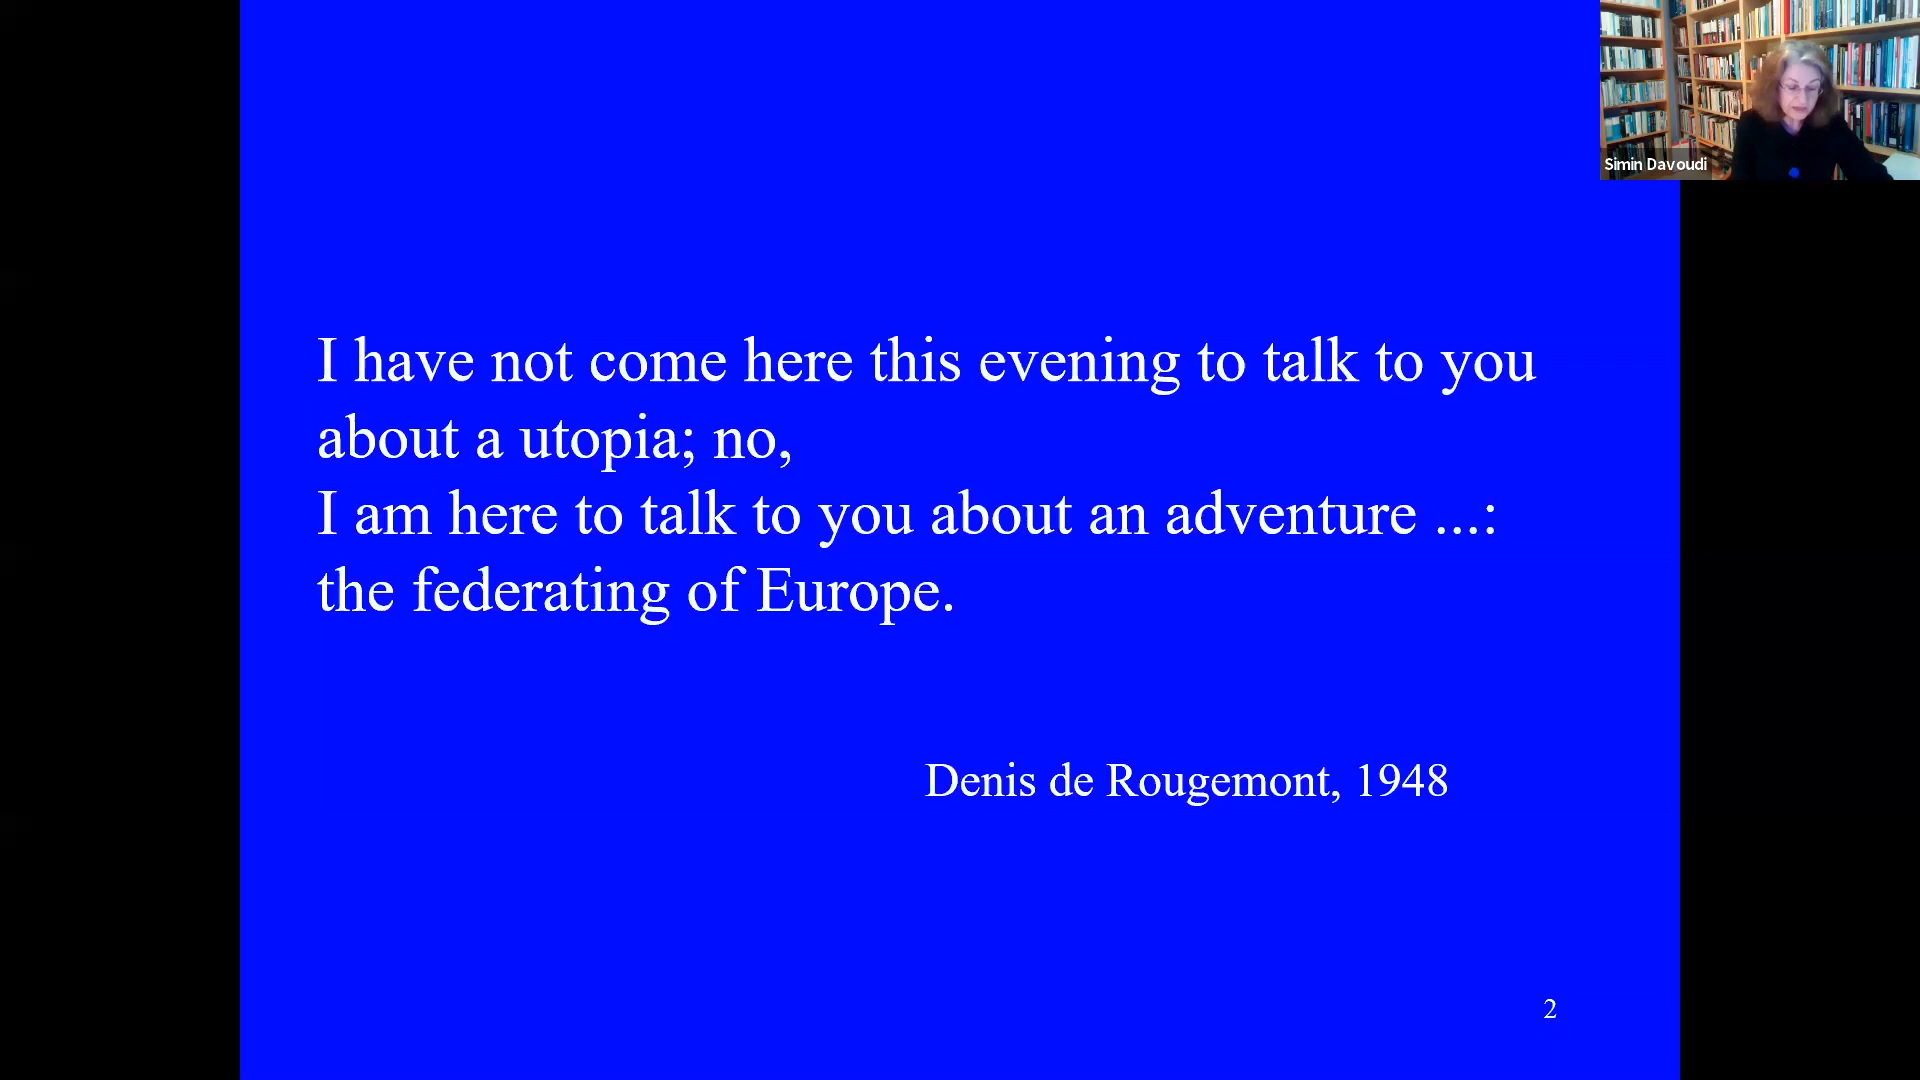 Simin Davoudi
I have not come here this evening to talk to you
about a utopia; no,
I am here to talk to you about an adventure ...:
the federating of Europe.
Denis de Rougemont, 1948
2